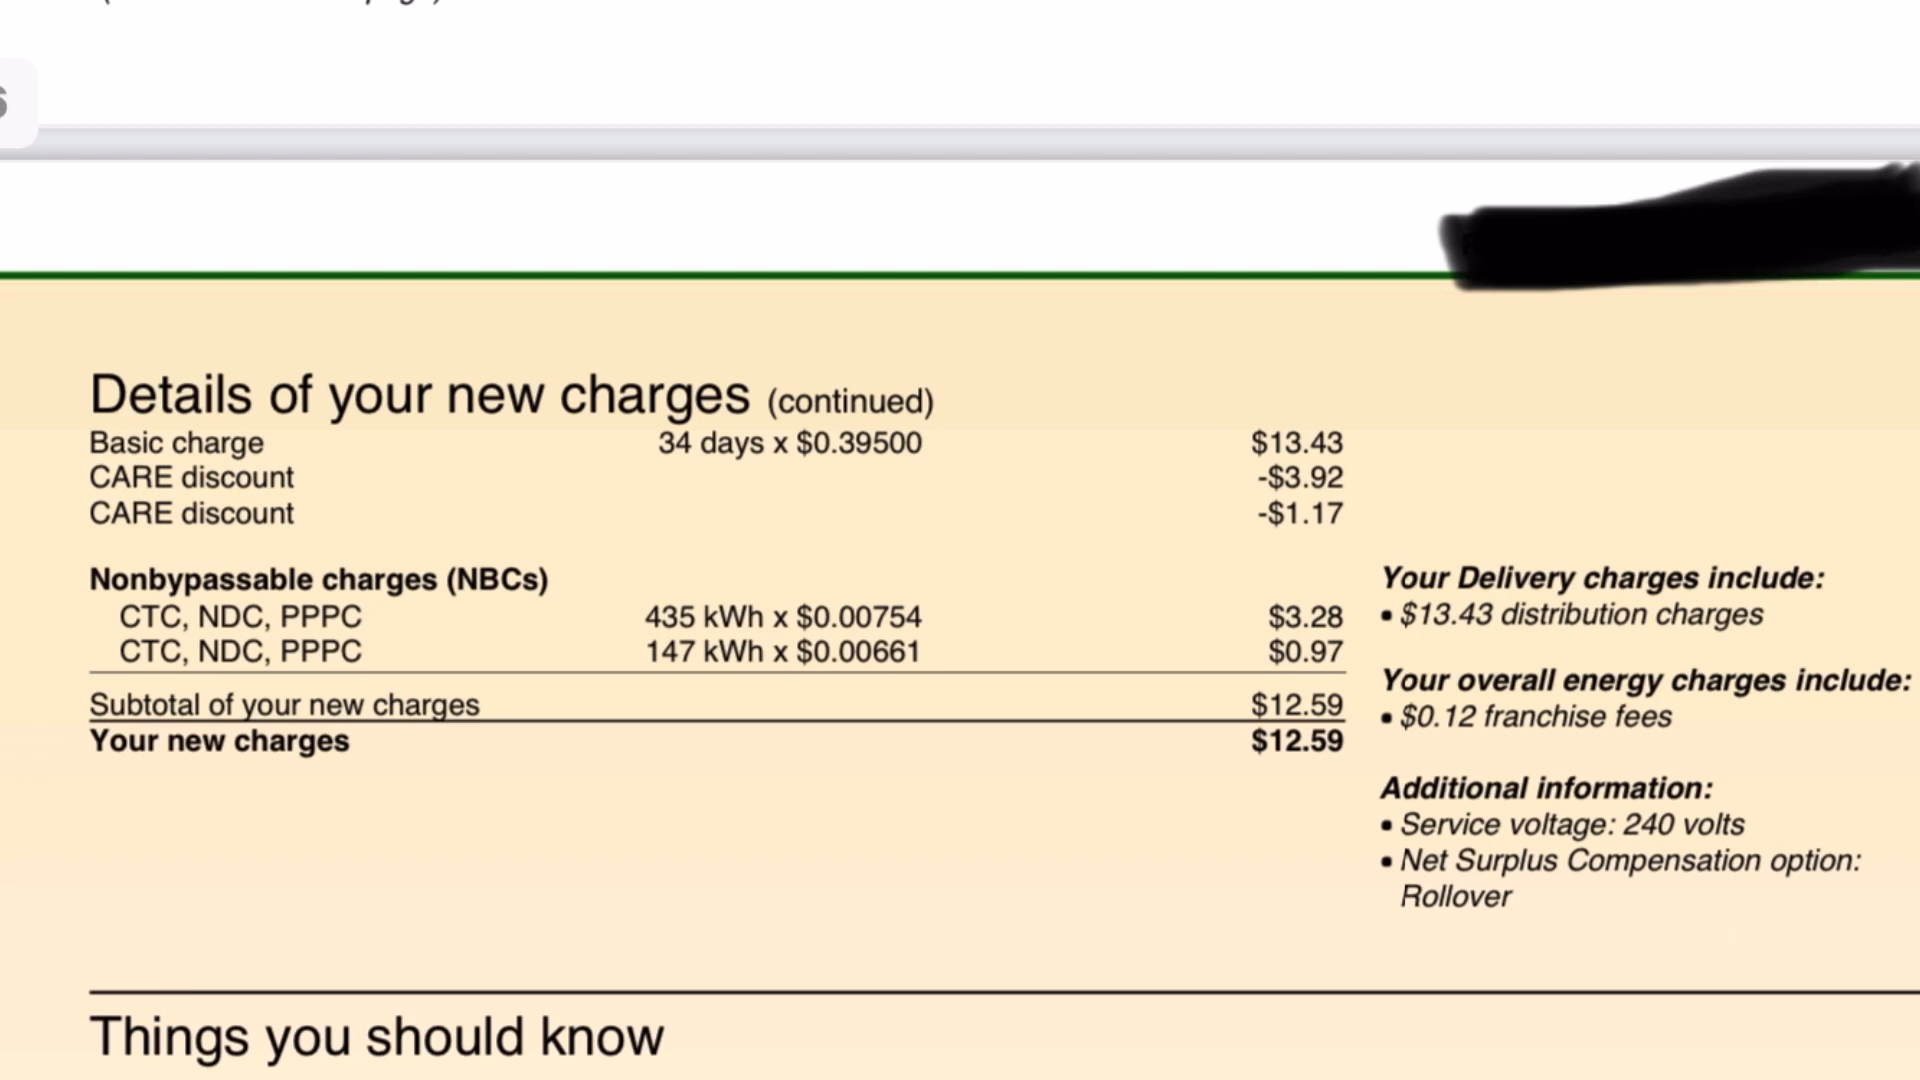 Details of your new charges (continued)
Basic charge 34 days x $0.39500 $13.43
CARE discount -$3.92
CARE discount -$1.17
Nonbypassable charges (NBCs)
CTC, NDC, PPPC 435 kWh x $0.00754 $3.28
CTC, NDC, PPPC 147 kWh x $0.00661 $0.97
Subtotal of your new charges $12.59
Your new charges $12.59
Your Delivery charges include:
• $13.43 distribution charges
Your overall energy charges include:
• $0.12 franchise fees
Additional information:
• Service voltage: 240 volts
• Net Surplus Compensation option:
Rollover
Things you should know